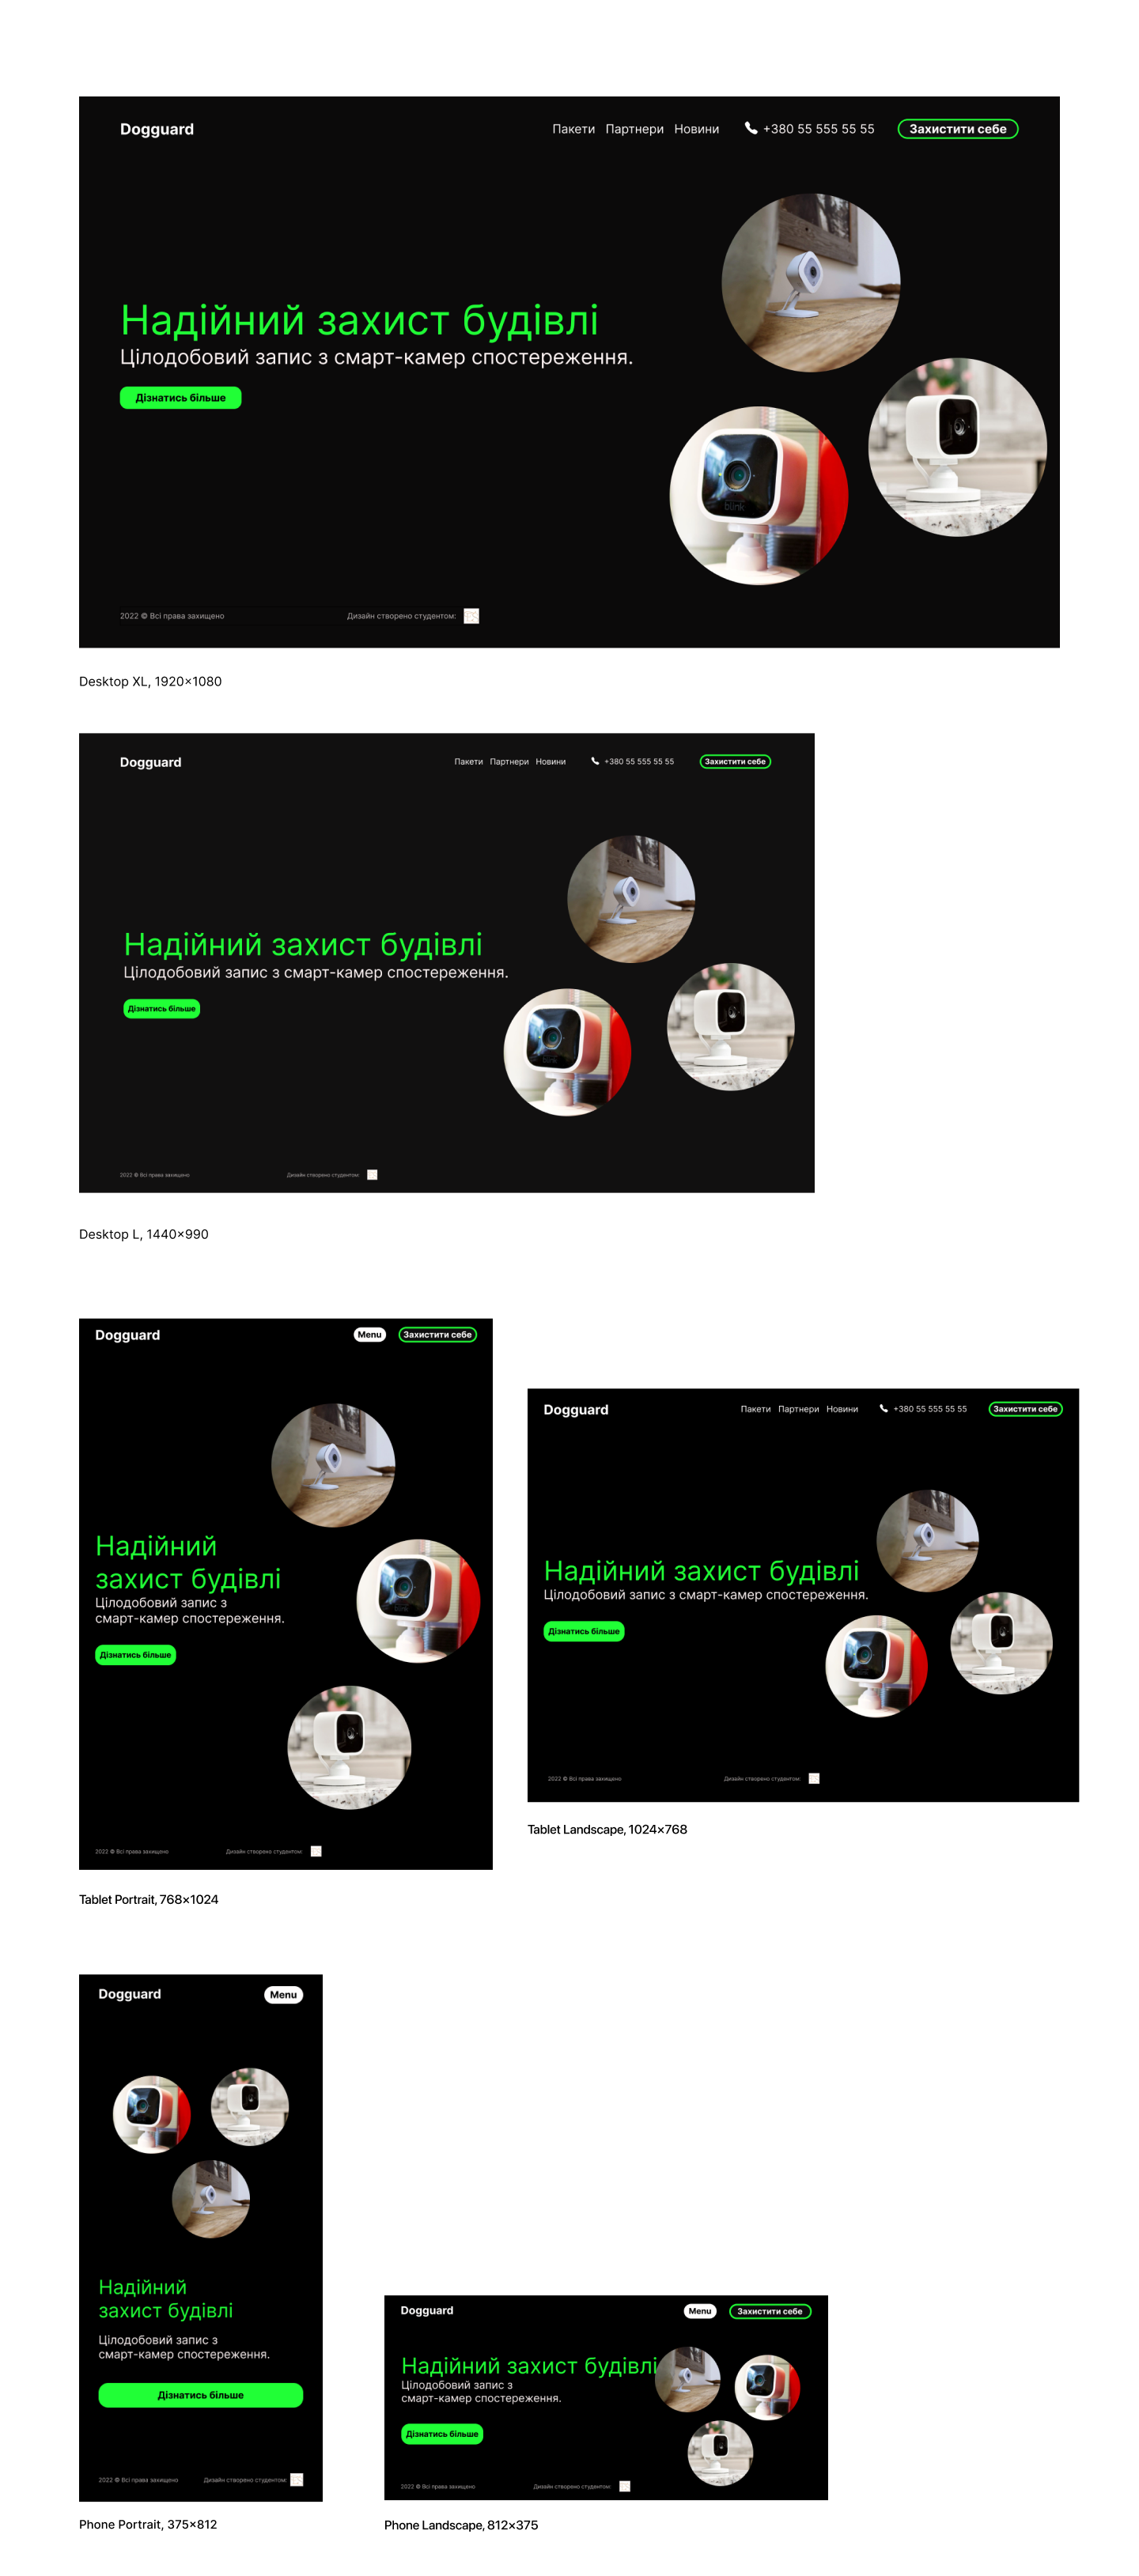 Dogguard
Пакети Партнери Новини +380 55 555 55 55 Захистити себе
Надійний захист будівлі
Цілодобовий запис з смарт-камер спостереження.
Дізнатись більше
blink
2022 © Всі права захищено Дизайн створено студентом:
Desktop XL, 1920×1080
Dogguard
Пакети Партнери Новини +380 55 555 55 55 Захистити себе
Надійний захист будівлі
Цілодобовий запис з смарт-камер спостереження.
Дізнатись більше
blink
2022 © Всі права захищено Дизайн створено студентом:
Desktop L, 1440×990
Dogguard Menu Захистити себе
Надійний
захист будівлі
Цілодобовий запис з
смарт-камер спостереження.
Дізнатись більше
2022 © Всі права захищено Дизайн створено студентом:
Tablet Portrait, 768×1024
Dogguard
Пакети Партнери Новини +380 55 555 55 55 Захистити себе
Надійний захист будівлі
Цілодобовий запис з смарт-камер спостереження.
Дізнатись більше
2022 © Всі права захищено Дизайн створено студентом:
Tablet Landscape, 1024×768
Dogguard Menu
Надійний
захист будівлі
Цілодобовий запис з
смарт-камер спостереження.
Дізнатись більше
2022 © Всі права захищено Дизайн створено студентом:
Phone Portrait, 375×812
Dogguard Menu Захистити себе
Надійний захист будівлі
Цілодобовий запис з
смарт-камер спостереження.
Дізнатись більше
2022 © Всі права захищено Дизайн створено студентом:
Phone Landscape, 812×375